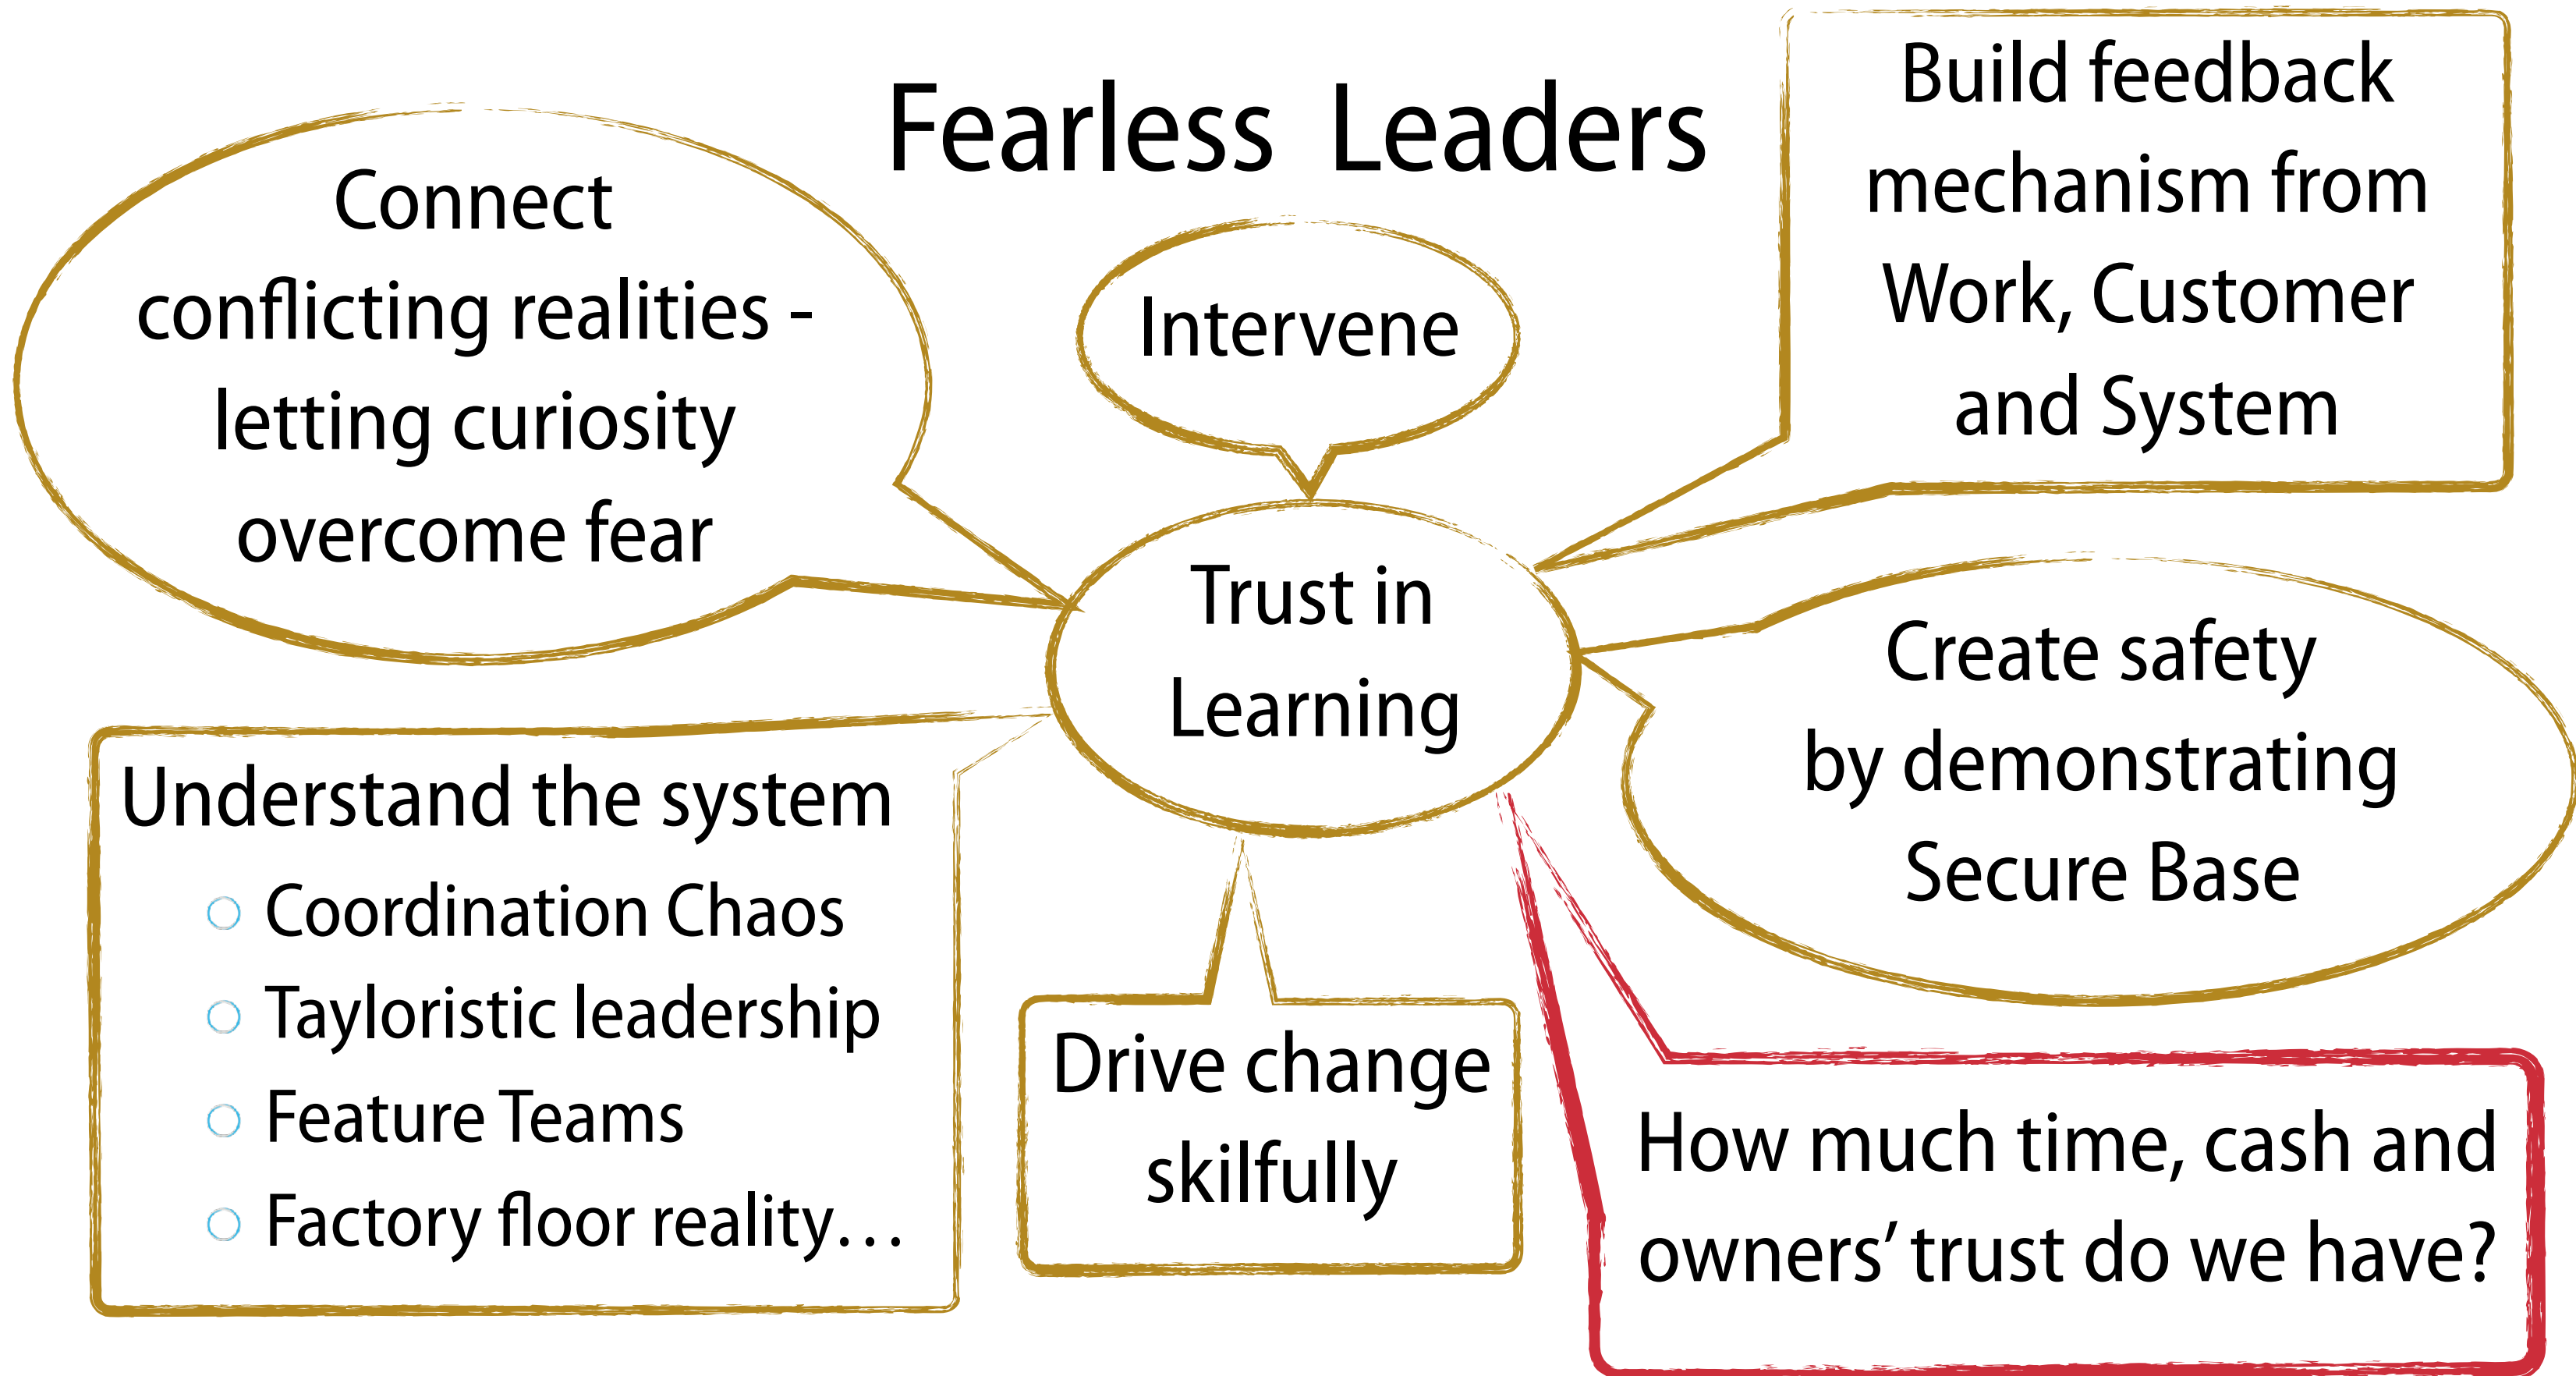 Fearless Leaders
Connect
conflicting realities -
letting curiosity
overcome fear
Intervene
Build feedback
mechanism from
Work, Customer
and System
Trust in
Learning
Create safety
by demonstrating
Secure Base
Understand the system
Coordination Chaos
Tayloristic leadership
Feature Teams
Factory floor reality…
Drive change
skilfully
How much time, cash and
owners’ trust do we have?